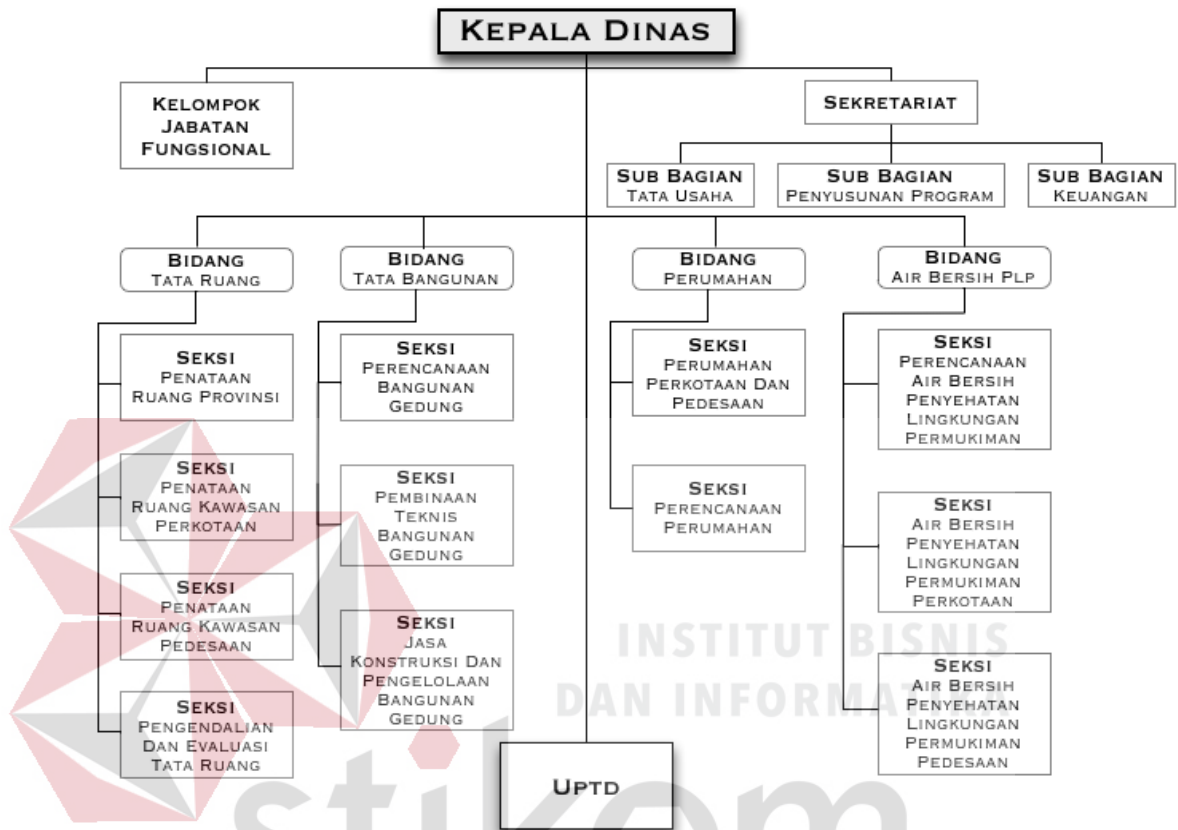 KEPALA DINAS
KELOMPOK
JABATAN
FUNGSIONAL
SEKRETARIAT
SUB BAGIAN
TATA USAHA
SUB BAGIAN
PENYUSUNAN PROGRAM
SUB BAGIAN
KEUANGAN
BIDANG
TATA RUANG
BIDANG
TATA BANGUNAN
BIDANG
PERUMAHAN
BIDANG
AIR BERSIH PLP
SEKSI
PENATAAN
RUANG PROVINSI
SEKSI
PENATAAN
RUANG KAWASAN
PERKOTAAN
SEKSI
PENATAAN
RUANG KAWASAN
PEDESAAN
SEKSI
PENGENDALIAN
DAN EVALUASI
TATA RUANG
SEKSI
PERENCANAAN
BANGUNAN
GEDUNG
SEKSI
PEMBINAAN
TEKNIS
BANGUNAN
GEDUNG
SEKSI
JASA
KONSTRUKSI DAN
PENGELOLAAN
BANGUNAN
GEDUNG
SEKSI
PERUMAHAN
PERKOTAAN DAN
PEDESAAN
SEKSI
PERENCANAAN
PERUMAHAN
SEKSI
PERENCANAAN
AIR BERSIH
PENYEHATAN
LINGKUNGAN
PERMUKIMAN
SEKSI
AIR BERSIH
PENYEHATAN
LINGKUNGAN
PERMUKIMAN
PERKOTAAN
SEKSI
AIR BERSIH
PENYEHATAN
LINGKUNGAN
PERMUKIMAN
PEDESAAN
UPTD
INSTITUT BISNIS
DAN INFORMATIKA
stikom